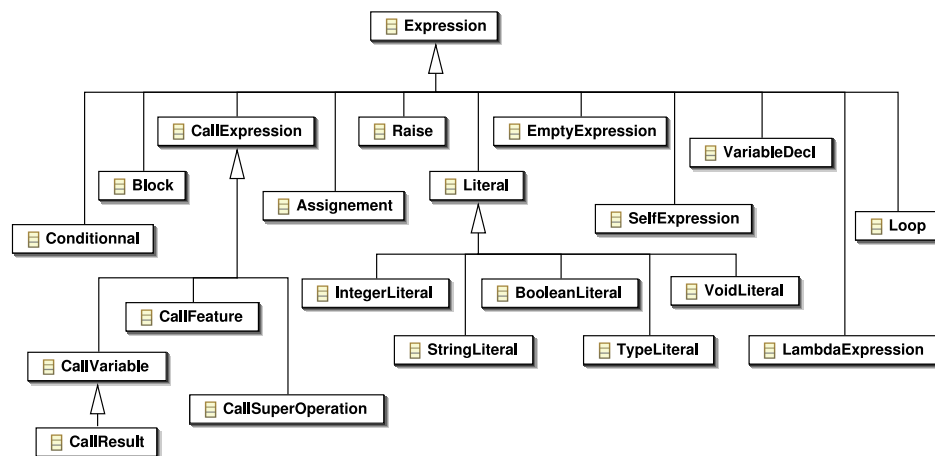 Expression
CallExpression
Raise
EmptyExpression
VariableDecl
Block
Literal
Assignement
SelfExpression
Conditionnal
Loop
IntegerLiteral
BooleanLiteral
VoidLiteral
CallFeature
StringLiteral
TypeLiteral
LambdaExpression
CallVariable
CallSuperOperation
CallResult